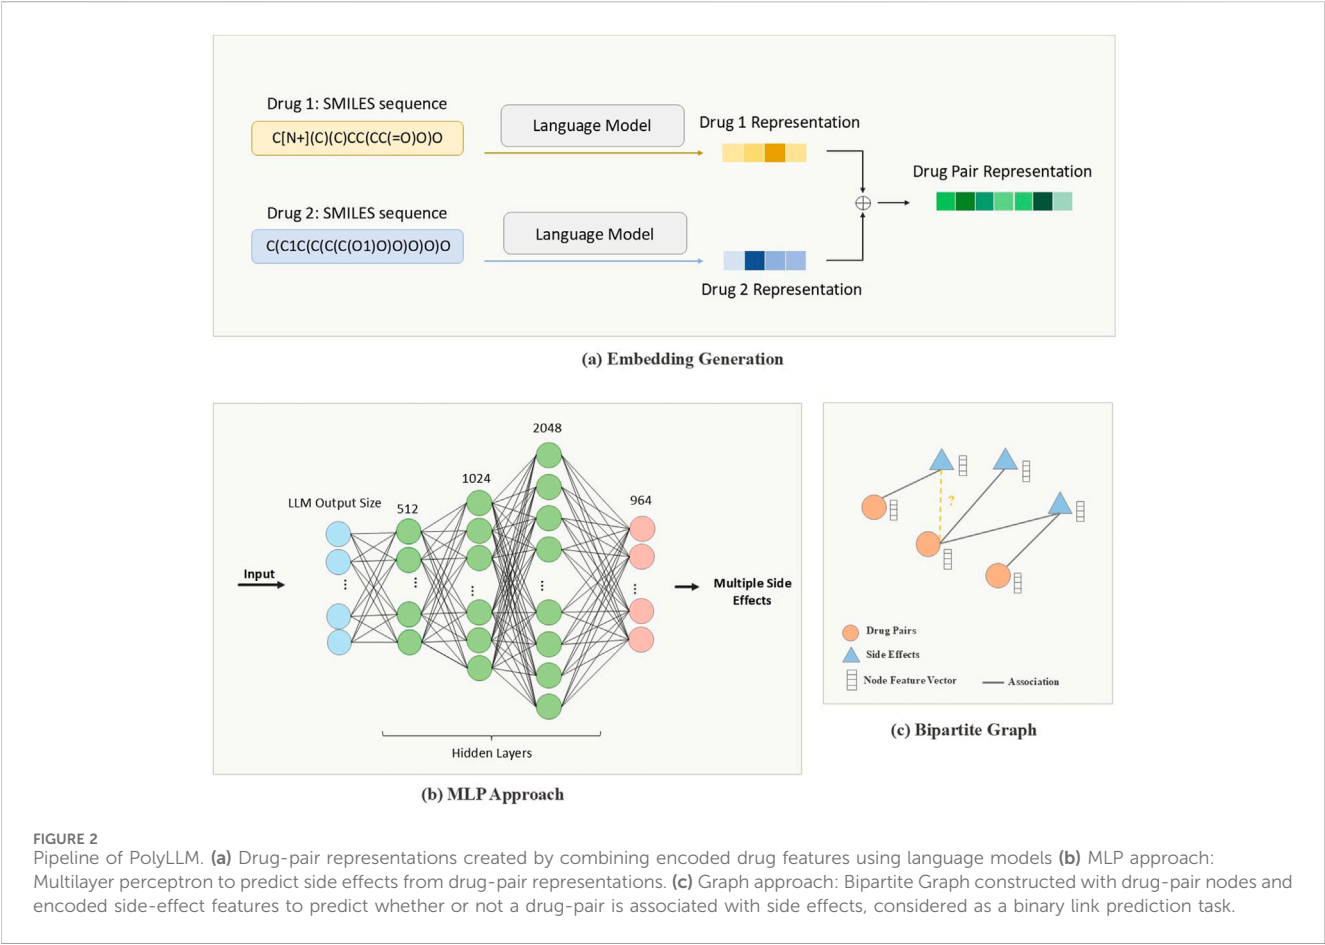 Drug 1: SMILES sequence
C[N+](C)(C)CC(CC(=O)O)O
Language Model
Drug 1 Representation
Drug Pair Representation
Drug 2: SMILES sequence
C(C1C(C(C(C(O1)O)O)O)O)O
Language Model
Drug 2 Representation
(a) Embedding Generation
2048
1024
964
LLM Output Size
512
Input
Multiple Side
Effects
Hidden Layers
(b) MLP Approach
?
Drug Pairs
Side Effects
Node Feature Vector
Association
(c) Bipartite Graph
FIGURE 2
Pipeline of PolyLLM. (a) Drug-pair representations created by combining encoded drug features using language models (b) MLP approach:
Multilayer perceptron to predict side effects from drug-pair representations. (c) Graph approach: Bipartite Graph constructed with drug-pair nodes and
encoded side-effect features to predict whether or not a drug-pair is associated with side effects, considered as a binary link prediction task.